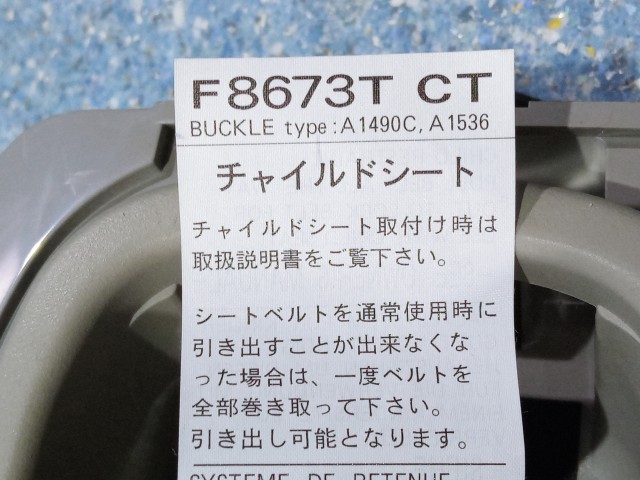 F8673T CT
BUCKLE type:A1490C,A1536
チャイルドシート
チャイルドシート取付け時は
取扱説明書をご覧下さい。
シートベルトを通常使用時に
引き出すことが出来なくな
った場合は、一度ベルトを
全部巻き取って下さい。
引き出し可能となります。
SYSTEME DE RETENUE